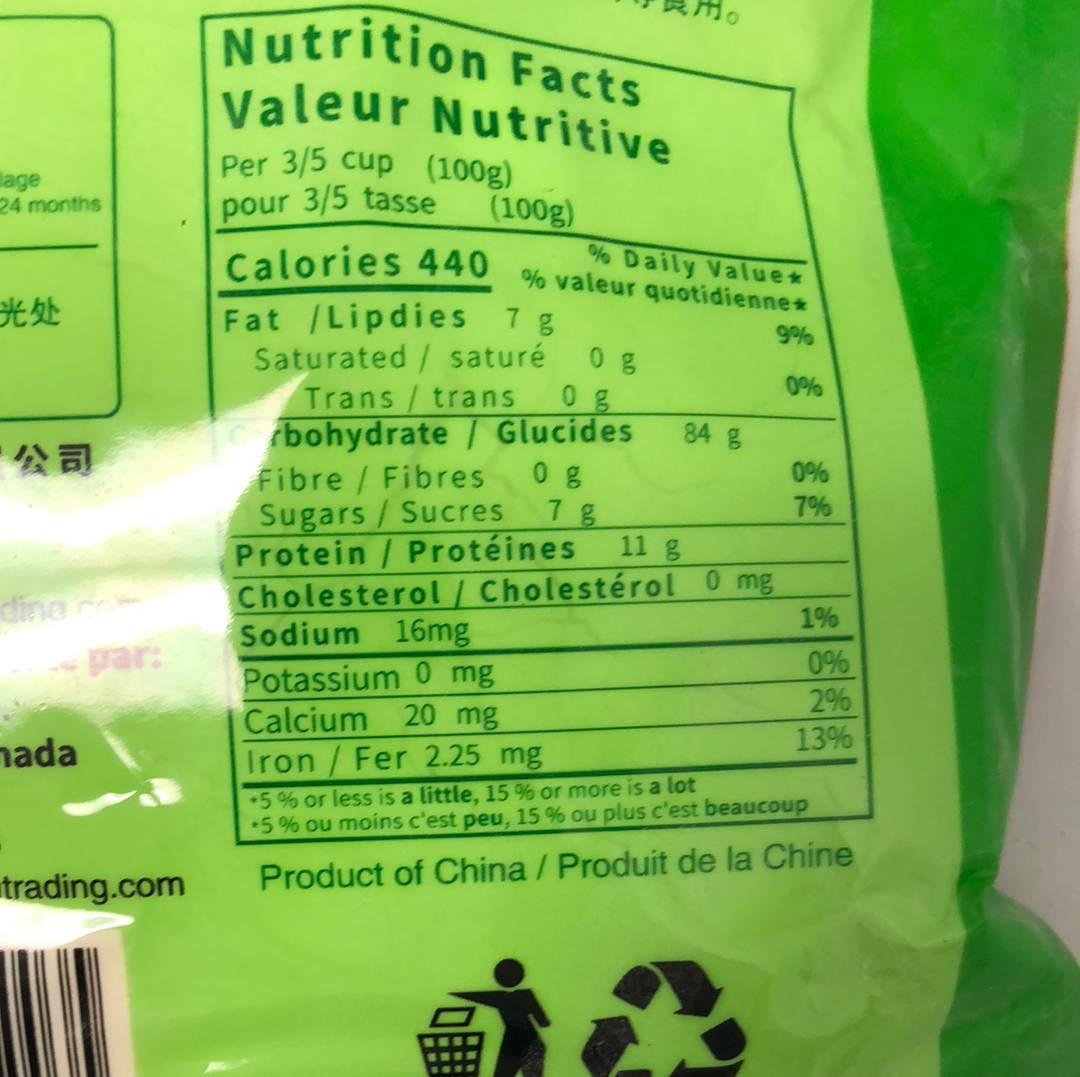 食用。
Nutrition Facts
Valeur Nutritive
Per 3/5 cup (100g)
pour 3/5 tasse (100g)
% Daily Value*
Calories 440 % valeur quotidienne*
Fat /Lipdies 7 g 9%
Saturated / saturé 0 g
Trans / trans 0 g 0%
Carbohydrate / Glucides 84 g
Fibre / Fibres 0 g 0%
Sugars / Sucres 7 g 7%
Protein / Protéines 11 g
Cholesterol / Cholestérol 0 mg
Sodium 16mg 1%
Potassium 0 mg 0%
Calcium 20 mg 2%
Iron / Fer 2.25 mg 13%
*5 % or less is a little, 15 % or more is a lot
*5 % ou moins c'est peu, 15 % ou plus c'est beaucoup
Product of China / Produit de la Chine
24 months
光处
公司
par:
trading.com